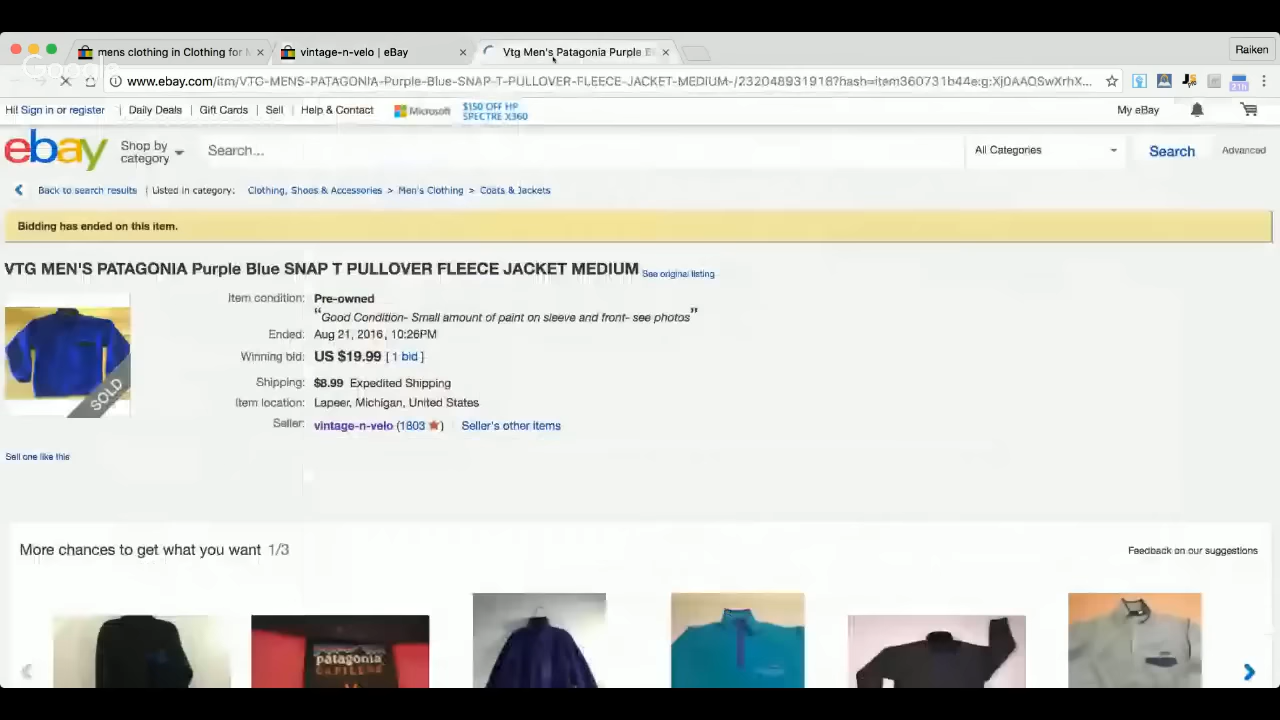 mens clothing in Clothing for M
vintage-n-velo | eBay
Vtg Men's Patagonia Purple B
Raiken
Google
www.ebay.com/itm/VTG-MENS-PATAGONIA-Purple-Blue-SNAP-T-PULLOVER-FLEECE-JACKET-MEDIUM-/232048931918?hash=item360731b44e:g:Xj0AAOSwXrhX...
21h
Hi! Sign in or register | Daily Deals | Gift Cards | Sell | Help & Contact
Microsoft
$150 OFF HP
SPECTRE X360
My eBay
ebay
Shop by
category
Search...
All Categories
Search
Advanced
Back to search results | Listed in category: Clothing, Shoes & Accessories > Men's Clothing > Coats & Jackets
Bidding has ended on this item.
VTG MEN'S PATAGONIA Purple Blue SNAP T PULLOVER FLEECE JACKET MEDIUM See original listing
SOLD
Item condition: Pre-owned
“Good Condition- Small amount of paint on sleeve and front- see photos”
Ended: Aug 21, 2016, 10:26PM
Winning bid: US $19.99 [ 1 bid ]
Shipping: $8.99 Expedited Shipping
Item location: Lapeer, Michigan, United States
Seller: vintage-n-velo (1803 ) Seller's other items
Sell one like this
More chances to get what you want 1/3
Feedback on our suggestions
patagonia
CAPILENE